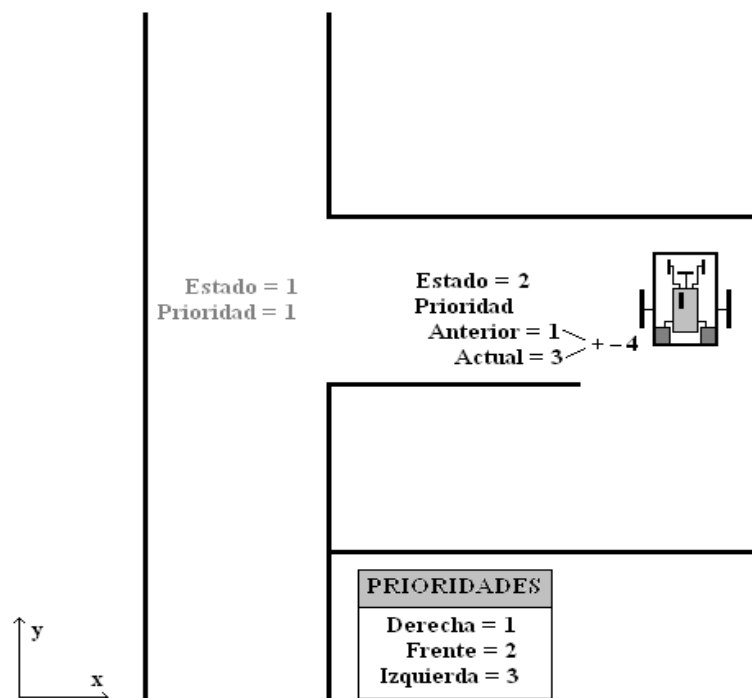 Estado = 1
Prioridad = 1
Estado = 2
Prioridad
Anterior = 1
Actual = 3
+ - 4
PRIORIDADES
Derecha = 1
Frente = 2
Izquierda = 3
y
x